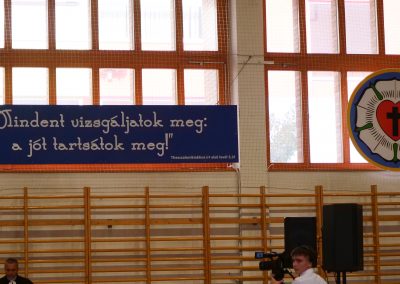 Mindent vizsgáljatok meg:
a jót tartsátok meg!"